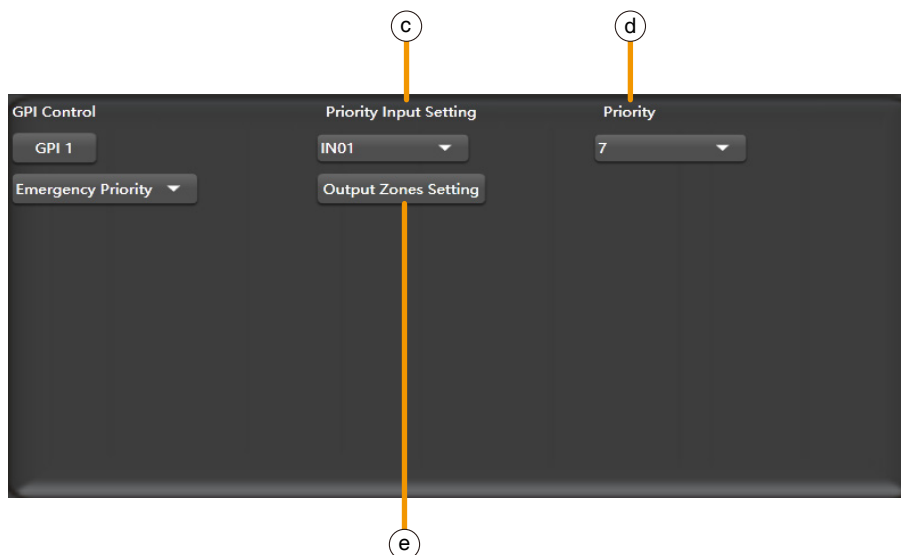 c d
GPI Control Priority Input Setting Priority
GPI 1 IN01 7
Emergency Priority Output Zones Setting
e